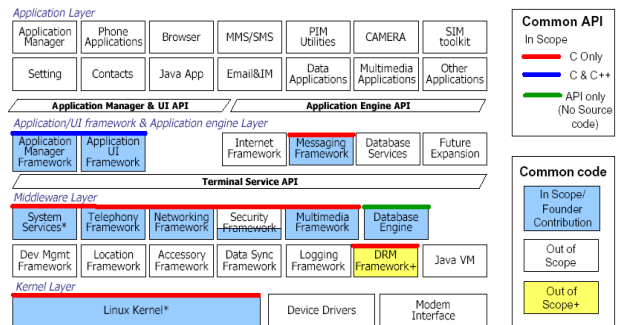 Application Layer
Application Manager
Phone Applications
Browser
MMS/SMS
PIM Utilities
CAMERA
SIM toolkit
Setting
Contacts
Java App
Email&IM
Data Applications
Multimedia Applications
Other Applications
Application Manager & UI API
Application Engine API
Application/UI framework & Application engine Layer
Application Manager Framework
Application UI Framework
Internet Framework
Messaging Framework
Database Services
Future Expansion
Terminal Service API
Middleware Layer
System Services*
Telephony Framework
Networking Framework
Security Framework
Multimedia Framework
Database Engine
Dev Mgmt Framework
Location Framework
Accessory Framework
Data Sync Framework
Logging Framework
DRM Framework+
Java VM
Kernel Layer
Linux Kernel*
Device Drivers
Modem Interface
Common API
In Scope
C Only
C & C++
API only
(No Source
code)
Common code
In Scope/
Founder
Contribution
Out of
Scope
Out of
Scope+